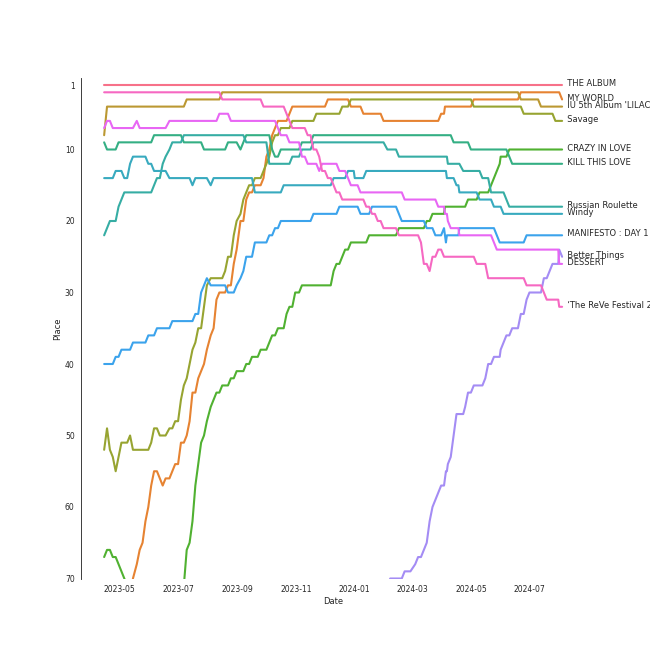 1
10
20
30
40
50
60
70
Place
2023-05
2023-07
2023-09
2023-11
2024-01
2024-03
2024-05
2024-07
Date
THE ALBUM
MY WORLD
IU 5th Album 'LILAC
Savage
CRAZY IN LOVE
KILL THIS LOVE
Russian Roulette
Windy
MANIFESTO : DAY 1
Better Things
DESSERT
'The ReVe Festival 2